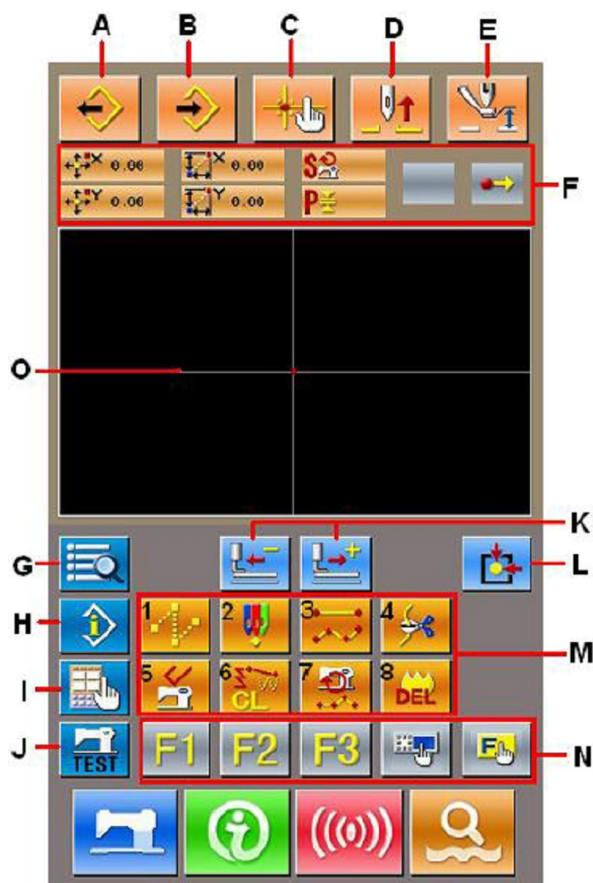 A B C D E
X 0.00 X 0.00 S
Y 0.00 Y 0.00 P
F
O
K
G L
H 1 2 3 4
M
I 5 6 CL 7 8 DEL
J TEST F1 F2 F3 F N